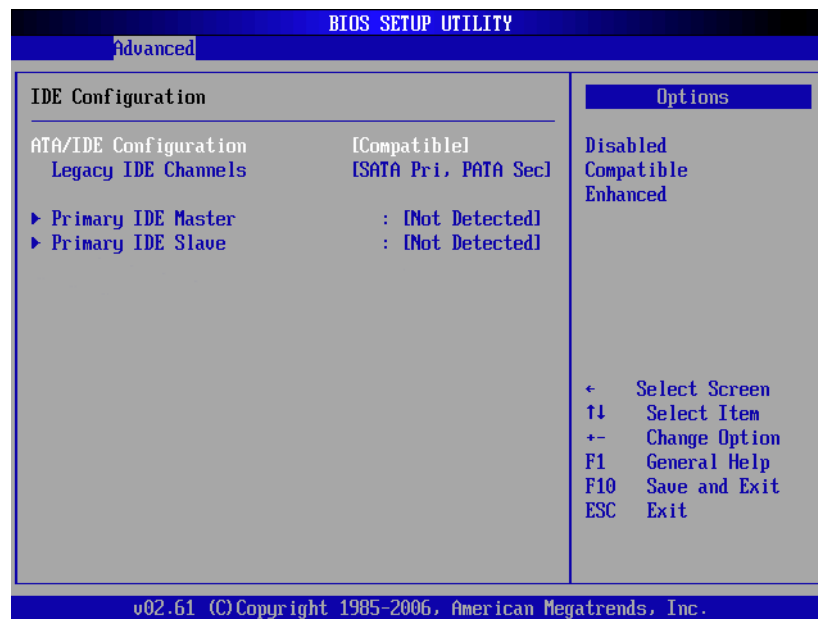 BIOS SETUP UTILITY
Advanced
IDE Configuration
ATA/IDE Configuration [Compatible]
Legacy IDE Channels [SATA Pri, PATA Sec]
▶ Primary IDE Master : [Not Detected]
▶ Primary IDE Slave : [Not Detected]
Options
Disabled
Compatible
Enhanced
← Select Screen
↑↓ Select Item
+- Change Option
F1 General Help
F10 Save and Exit
ESC Exit
v02.61 (C)Copyright 1985-2006, American Megatrends, Inc.